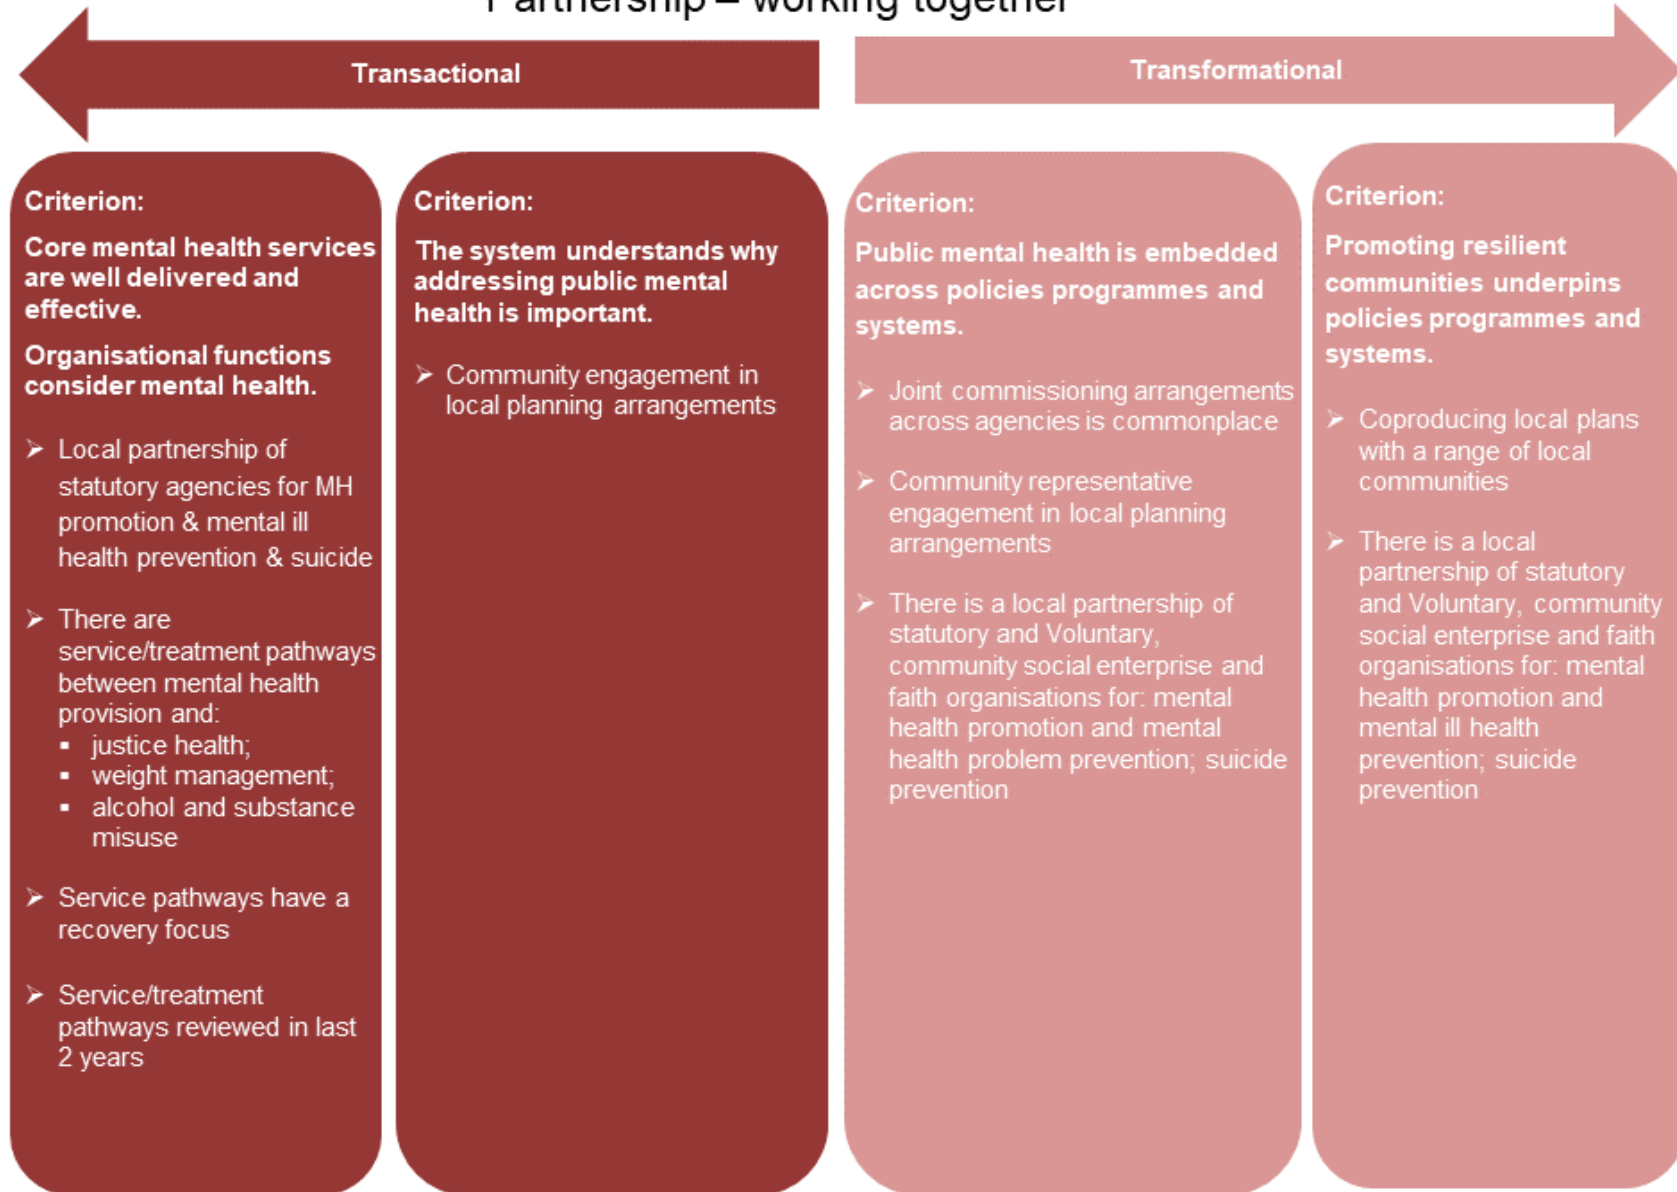 Partnership – working together
Transactional
Transformational
Criterion:
Core mental health services
are well delivered and
effective.
Organisational functions
consider mental health.
➢ Local partnership of
statutory agencies for MH
promotion & mental ill
health prevention & suicide
➢ There are
service/treatment pathways
between mental health
provision and:
▪ justice health;
▪ weight management;
▪ alcohol and substance
misuse
➢ Service pathways have a
recovery focus
➢ Service/treatment
pathways reviewed in last
2 years
Criterion:
The system understands why
addressing public mental
health is important.
➢ Community engagement in
local planning arrangements
Criterion:
Public mental health is embedded
across policies programmes and
systems.
➢ Joint commissioning arrangements
across agencies is commonplace
➢ Community representative
engagement in local planning
arrangements
➢ There is a local partnership of
statutory and Voluntary,
community social enterprise and
faith organisations for: mental
health promotion and mental
health problem prevention; suicide
prevention
Criterion:
Promoting resilient
communities underpins
policies programmes and
systems.
➢ Coproducing local plans
with a range of local
communities
➢ There is a local
partnership of statutory
and Voluntary, community
social enterprise and faith
organisations for: mental
health promotion and
mental ill health
prevention; suicide
prevention